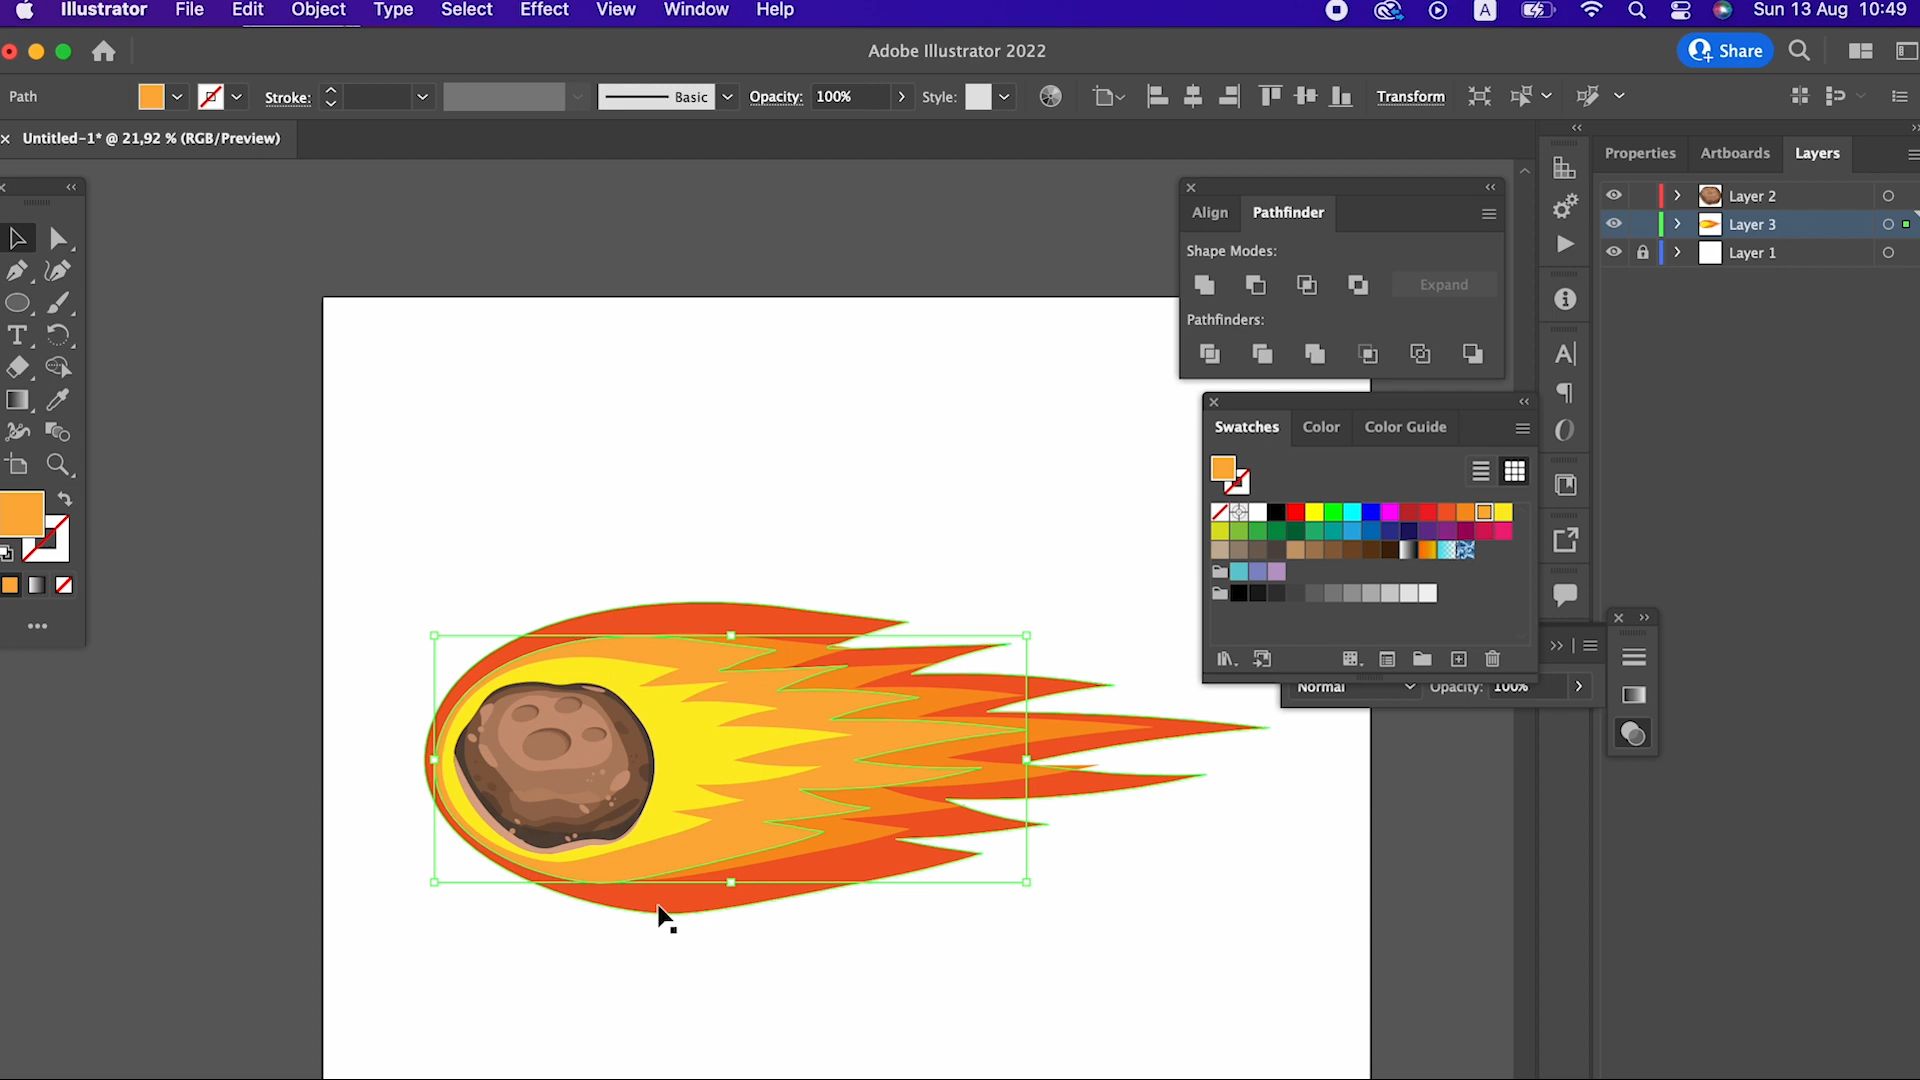 Illustrator File Edit Object Type Select Effect View Window Help
A Sun 13 Aug 10:49
Adobe Illustrator 2022
Share
Path
Stroke:
Basic
Opacity: 100%
Style:
Transform
Untitled-1* @ 21,92 % (RGB/Preview)
Properties Artboards Layers
Layer 2
Layer 3
Layer 1
Align Pathfinder
Shape Modes:
Expand
Pathfinders:
Swatches Color Color Guide
Normal Opacity: 100%